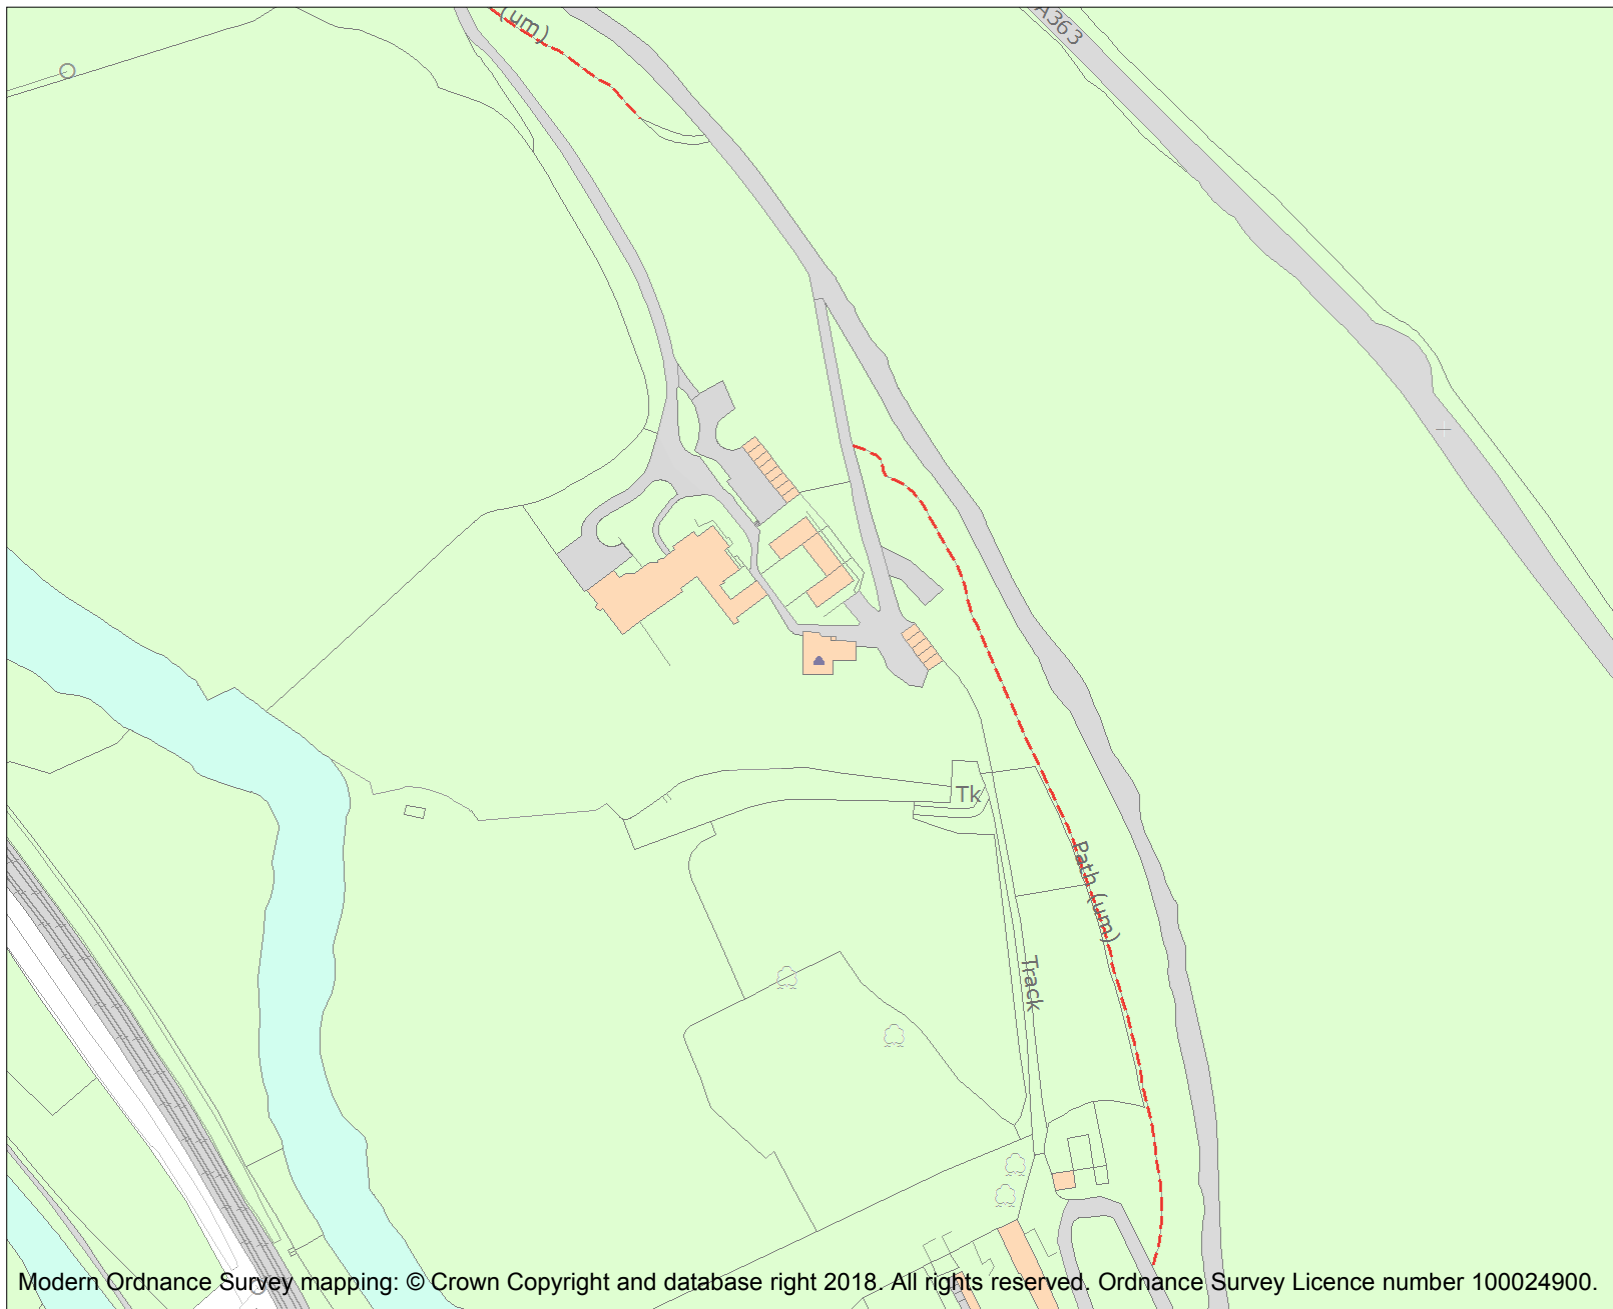 (um)
A363
Tk
Path (um)
Track
Modern Ordnance Survey mapping: © Crown Copyright and database right 2018. All rights reserved. Ordnance Survey Licence number 100024900.